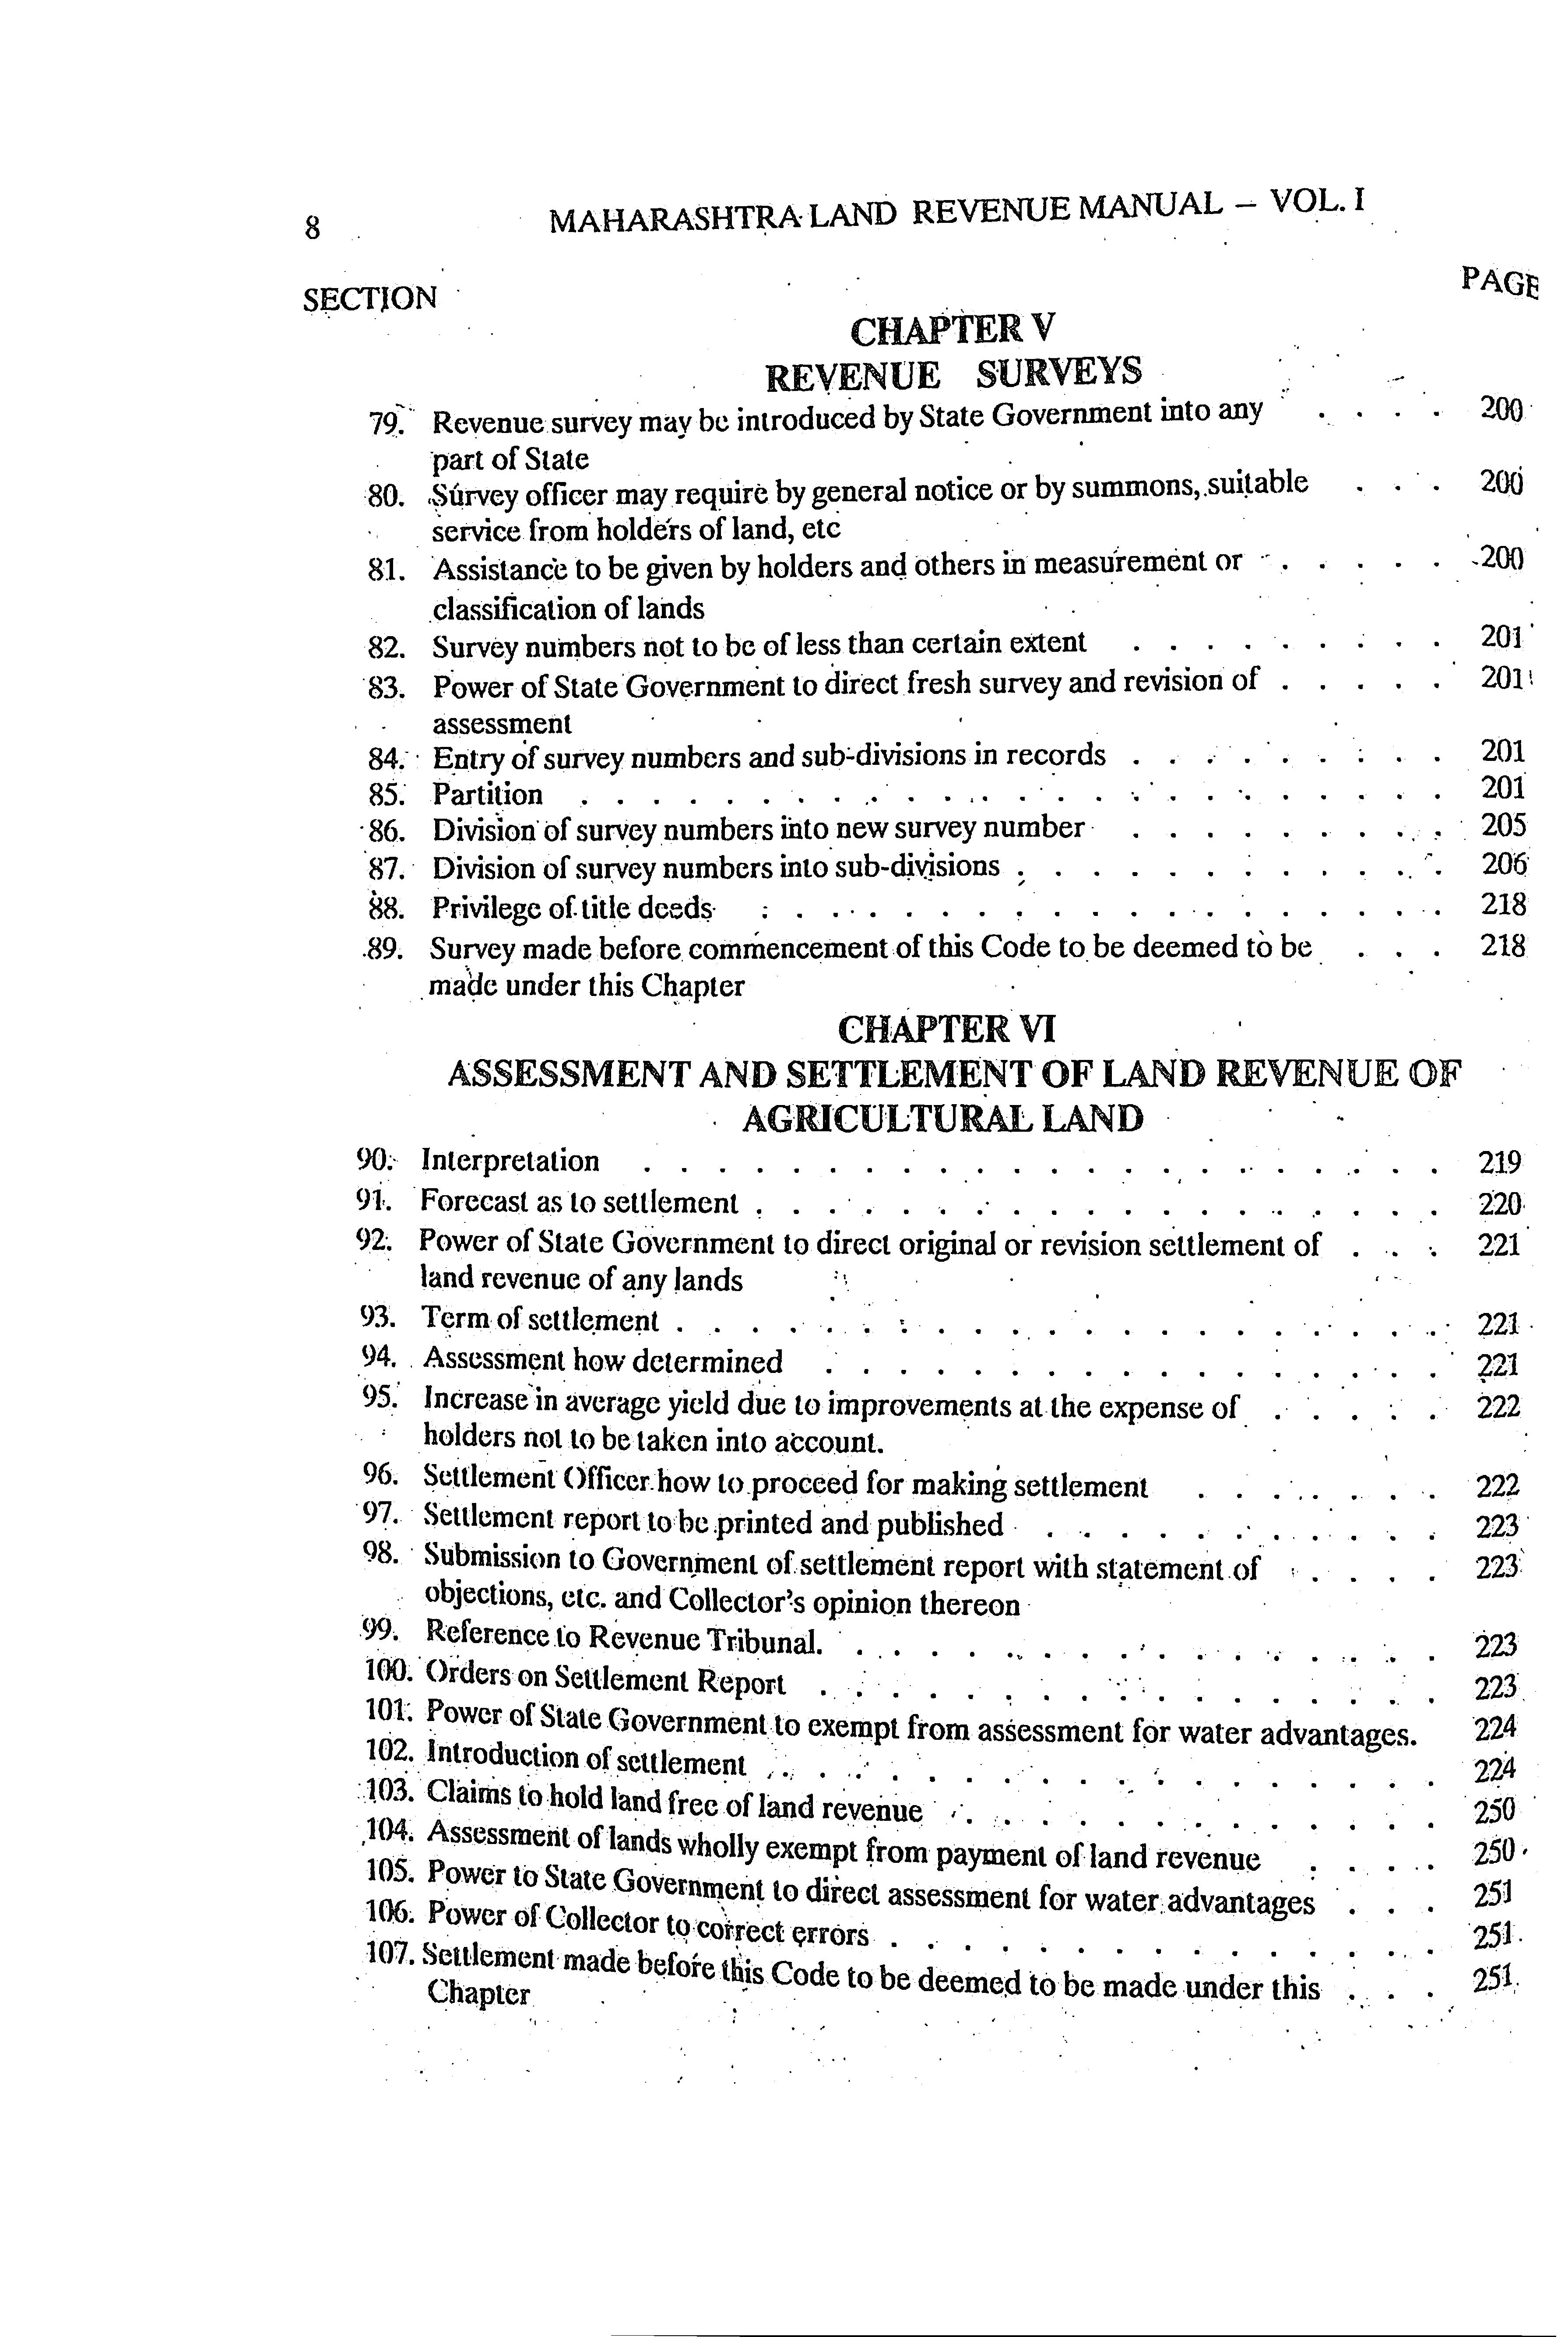 8 MAHARASHTRA LAND REVENUE MANUAL – VOL. I
SECTION PAGE
CHAPTER V
REVENUE SURVEYS
79. Revenue survey may be introduced by State Government into any . . . . 200
part of State
80. Survey officer may require by general notice or by summons, suitable . . . 200
service from holders of land, etc
81. Assistance to be given by holders and others in measurement or . . . . . 200
classification of lands
82. Survey numbers not to be of less than certain extent . . . . . . . . . 201
83. Power of State Government to direct fresh survey and revision of . . . . . 201
assessment
84. Entry of survey numbers and sub-divisions in records . . . . . . . . . 201
85. Partition . . . . . . . . . . . . . . . . . . . . . . . . 201
86. Division of survey numbers into new survey number . . . . . . . . . 205
87. Division of survey numbers into sub-divisions . . . . . . . . . . . . 206
88. Privilege of title deeds . . . . . . . . . . . . . . . . . . . 218
89. Survey made before commencement of this Code to be deemed to be . . . 218
made under this Chapter
CHAPTER VI
ASSESSMENT AND SETTLEMENT OF LAND REVENUE OF
AGRICULTURAL LAND
90. Interpretation . . . . . . . . . . . . . . . . . . . . . . 219
91. Forecast as to settlement . . . . . . . . . . . . . . . . . . . 220
92. Power of State Government to direct original or revision settlement of . . . 221
land revenue of any lands
93. Term of settlement . . . . . . . . . . . . . . . . . . . . . 221
94. Assessment how determined . . . . . . . . . . . . . . . . . 221
95. Increase in average yield due to improvements at the expense of . . . . . 222
holders not to be taken into account.
96. Settlement Officer how to proceed for making settlement . . . . . . . 222
97. Settlement report to be printed and published . . . . . . . . . . . 223
98. Submission to Government of settlement report with statement of . . . . 223
objections, etc. and Collector's opinion thereon
99. Reference to Revenue Tribunal. . . . . . . . . . . . . . . . . 223
100. Orders on Settlement Report . . . . . . . . . . . . . . . . . 223
101. Power of State Government to exempt from assessment for water advantages. 224
102. Introduction of settlement . . . . . . . . . . . . . . . . . . . 224
103. Claims to hold land free of land revenue . . . . . . . . . . . . . 250
104. Assessment of lands wholly exempt from payment of land revenue . . . . 250
105. Power to State Government to direct assessment for water advantages . . . 251
106. Power of Collector to correct errors . . . . . . . . . . . . . . . 251
107. Settlement made before this Code to be deemed to be made under this . . . 251
Chapter